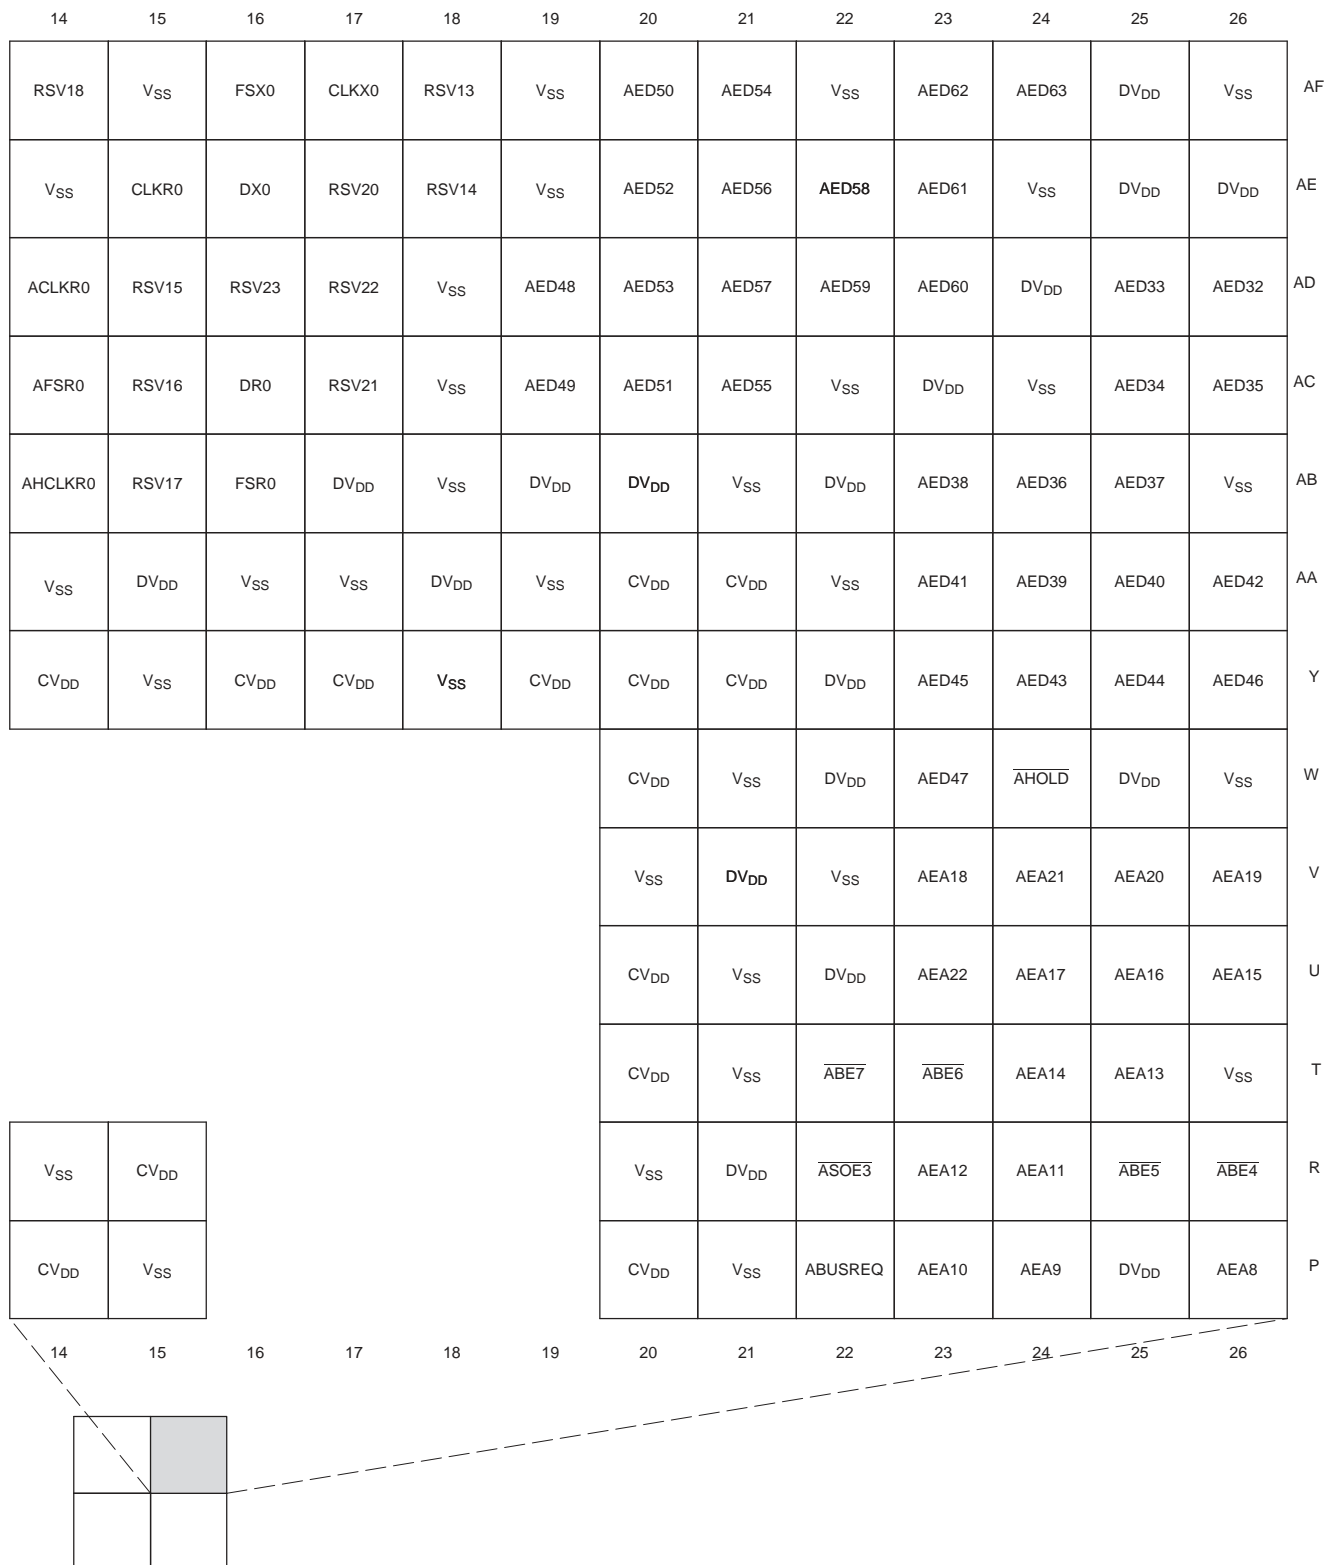 14 15 16 17 18 19 20 21 22 23 24 25 26
RSV18 VSS FSX0 CLKX0 RSV13 VSS AED50 AED54 VSS AED62 AED63 DVDD VSS AF
VSS CLKR0 DX0 RSV20 RSV14 VSS AED52 AED56 AED58 AED61 VSS DVDD DVDD AE
ACLKR0 RSV15 RSV23 RSV22 VSS AED48 AED53 AED57 AED59 AED60 DVDD AED33 AED32 AD
AFSR0 RSV16 DR0 RSV21 VSS AED49 AED51 AED55 VSS DVDD VSS AED34 AED35 AC
AHCLKR0 RSV17 FSR0 DVDD VSS DVDD DVDD VSS DVDD AED38 AED36 AED37 VSS AB
VSS DVDD VSS VSS DVDD VSS CVDD CVDD VSS AED41 AED39 AED40 AED42 AA
CVDD VSS CVDD CVDD VSS CVDD CVDD CVDD DVDD AED45 AED43 AED44 AED46 Y
CVDD VSS DVDD AED47 AHOLD DVDD VSS W
VSS DVDD VSS AEA18 AEA21 AEA20 AEA19 V
CVDD VSS DVDD AEA22 AEA17 AEA16 AEA15 U
CVDD VSS ABE7 ABE6 AEA14 AEA13 VSS T
VSS CVDD VSS DVDD ASOE3 AEA12 AEA11 ABE5 ABE4 R
CVDD VSS CVDD VSS ABUSREQ AEA10 AEA9 DVDD AEA8 P
14 15 16 17 18 19 20 21 22 23 24 25 26